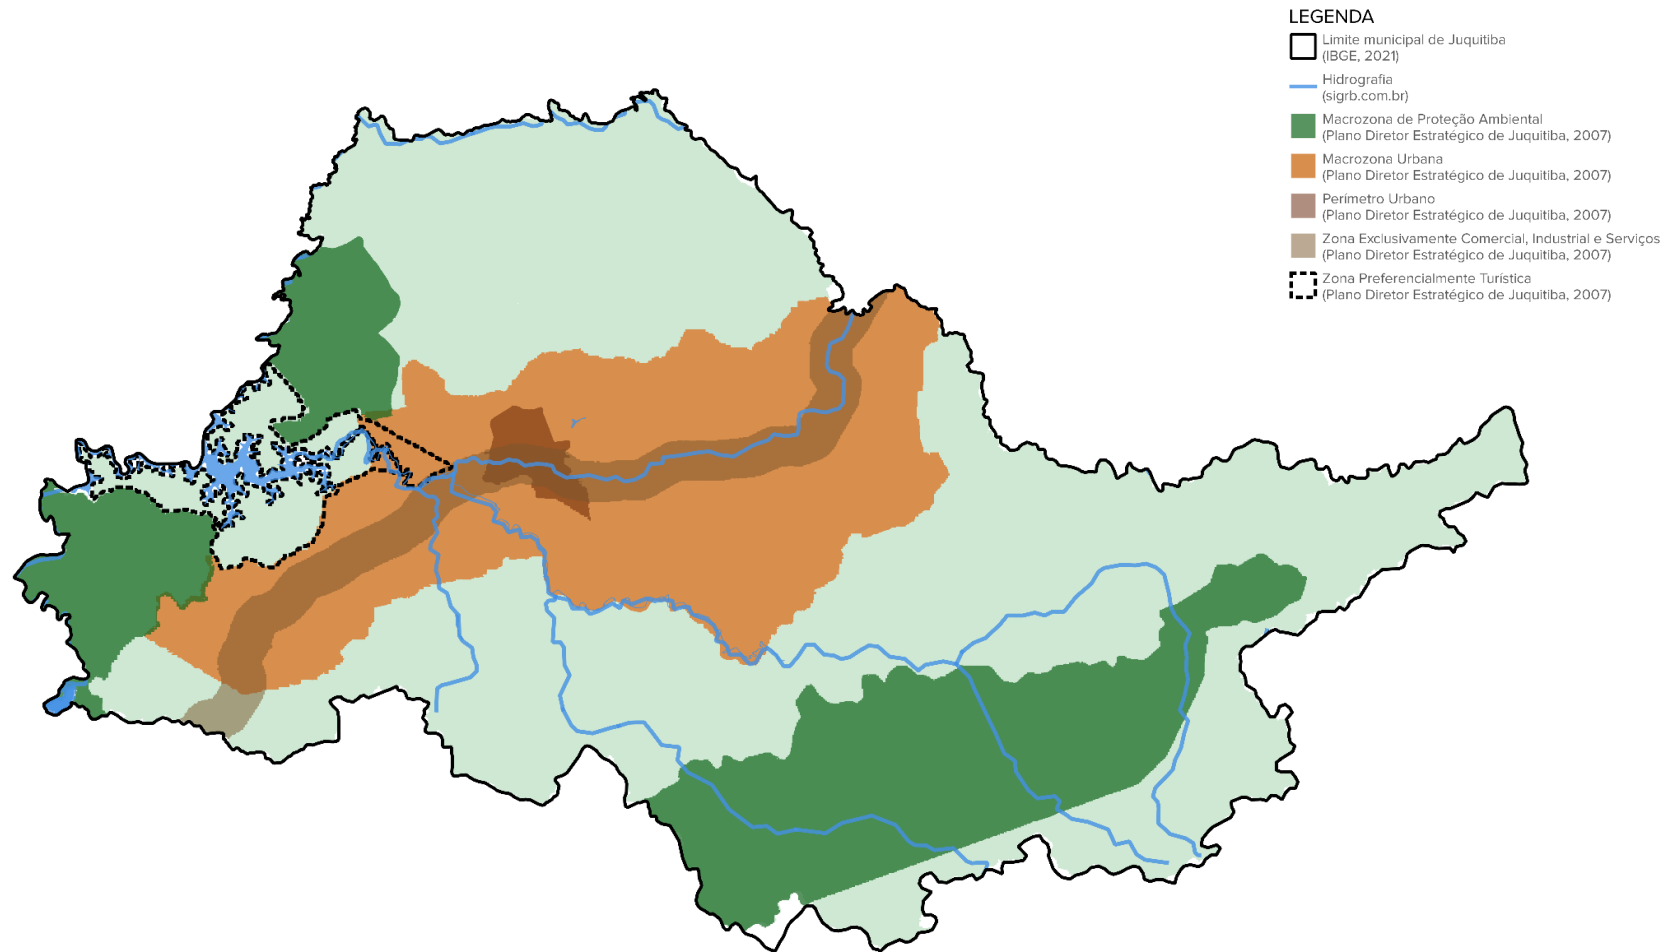 LEGENDA
Limite municipal de Juquitiba
(IBGE, 2021)
Hidrografia
(sigrb.com.br)
Macrozona de Proteção Ambiental
(Plano Diretor Estratégico de Juquitiba, 2007)
Macrozona Urbana
(Plano Diretor Estratégico de Juquitiba, 2007)
Perímetro Urbano
(Plano Diretor Estratégico de Juquitiba, 2007)
Zona Exclusivamente Comercial, Industrial e Serviços
(Plano Diretor Estratégico de Juquitiba, 2007)
Zona Preferencialmente Turística
(Plano Diretor Estratégico de Juquitiba, 2007)